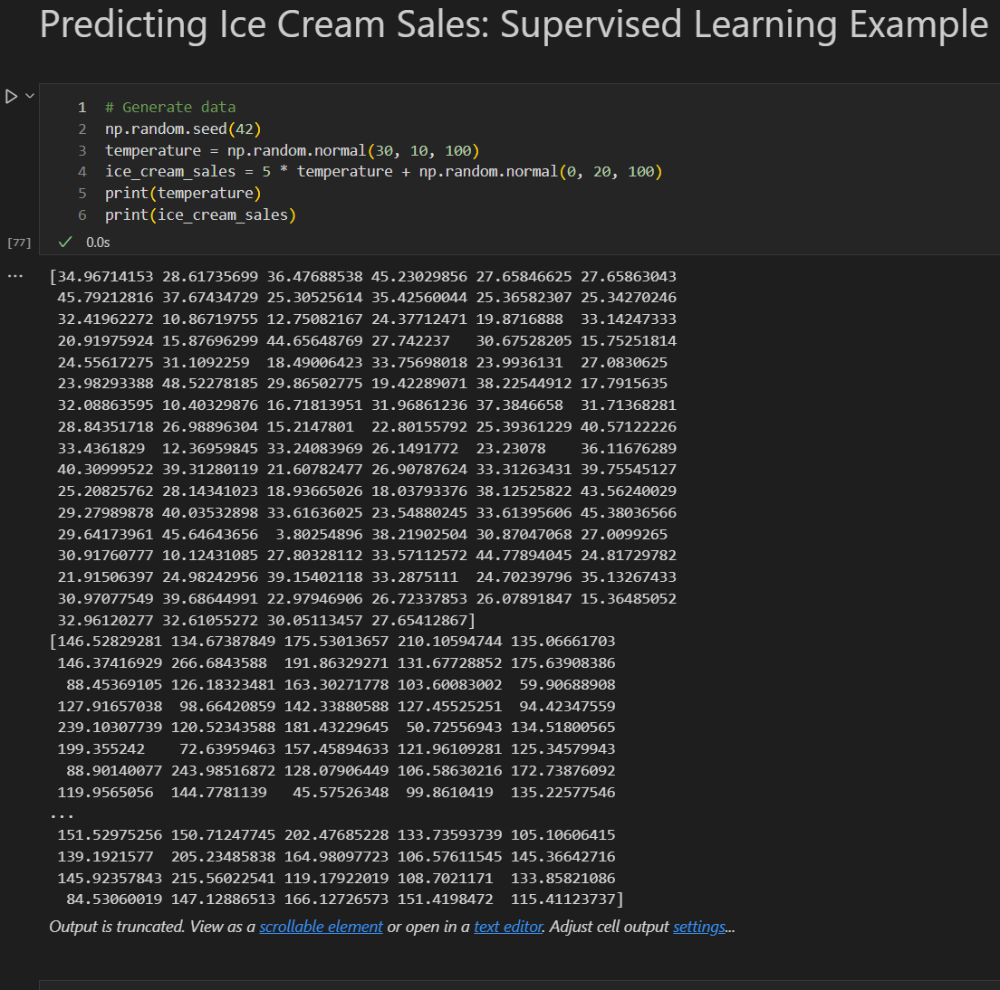 Predicting Ice Cream Sales: Supervised Learning Example
1 # Generate data
2 np.random.seed(42)
3 temperature = np.random.normal(30, 10, 100)
4 ice_cream_sales = 5 * temperature + np.random.normal(0, 20, 100)
5 print(temperature)
6 print(ice_cream_sales)
[77] 0.0s
[34.96714153 28.61735699 36.47688538 45.23029856 27.65846625 27.65863043
45.79212816 37.67434729 25.30525614 35.42560044 25.36582307 25.34270246
32.41962272 10.86719755 12.75082167 24.37712471 19.8716888 33.14247333
20.91975924 15.87696299 44.65648769 27.742237 30.67528205 15.75251814
24.55617275 31.1092259 18.49006423 33.75698018 23.9936131 27.0830625
23.98293388 48.52278185 29.86502775 19.42289071 38.22544912 17.7915635
32.08863595 10.40329876 16.71813951 31.96861236 37.3846658 31.71368281
28.84351718 26.98896304 15.2147801 22.80155792 25.39361229 40.57122226
33.4361829 12.36959845 33.24083969 26.1491772 23.23078 36.11676289
40.30999522 39.31280119 21.60782477 26.90787624 33.31263431 39.75545127
25.20825762 28.14341023 18.93665026 18.03793376 38.12525822 43.56240029
29.27989878 40.03532898 33.61636025 23.54880245 33.61395606 45.38036566
29.64173961 45.64643656 3.80254896 38.21902504 30.87047068 27.0099265
30.91760777 10.12431085 27.80328112 33.57112572 44.77894045 24.81729782
21.91506397 24.98242956 39.15402118 33.2875111 24.70239796 35.13267433
30.97077549 39.68644991 22.97946906 26.72337853 26.07891847 15.36485052
32.96120277 32.61055272 30.05113457 27.65412867]
[146.52829281 134.67387849 175.53013657 210.10594744 135.06661703
146.37416929 266.6843588 191.86329271 131.67728852 175.63908386
88.45369105 126.18323481 163.30271778 103.60083002 59.90688908
127.91657038 98.66420859 142.33880588 127.45525251 94.42347559
239.10307739 120.52343588 181.43229645 50.72556943 134.51800565
199.355242 72.63959463 157.45894633 121.96109281 125.34579943
88.90140077 243.98516872 128.07906449 106.58630216 172.73876092
119.9565056 144.7781139 45.57526348 99.8610419 135.22577546
...
151.52975256 150.71247745 202.47685228 133.73593739 105.10606415
139.1921577 205.23485838 164.98097723 106.57611545 145.36642716
145.92357843 215.56022541 119.17922019 108.7021171 133.85821086
84.53060019 147.12886513 166.12726573 151.4198472 115.41123737]
Output is truncated. View as a scrollable element or open in a text editor. Adjust cell output settings...